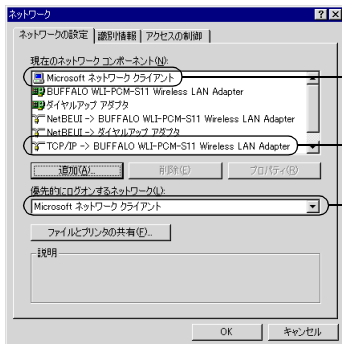 ネットワーク
ネットワークの設定 識別情報 アクセスの制御
現在のネットワーク コンポーネント(N):
Microsoft ネットワーク クライアント
BUFFALO WLI-PCM-S11 Wireless LAN Adapter
ダイヤルアップ アダプタ
NetBEUI -> BUFFALO WLI-PCM-S11 Wireless LAN Adapter
NetBEUI -> ダイヤルアップ アダプタ
TCP/IP -> BUFFALO WLI-PCM-S11 Wireless LAN Adapter
追加(A)... 削除(E) プロパティ(R)
優先的にログオンするネットワーク(L):
Microsoft ネットワーク クライアント
ファイルとプリンタの共有(F)...
説明
OK キャンセル